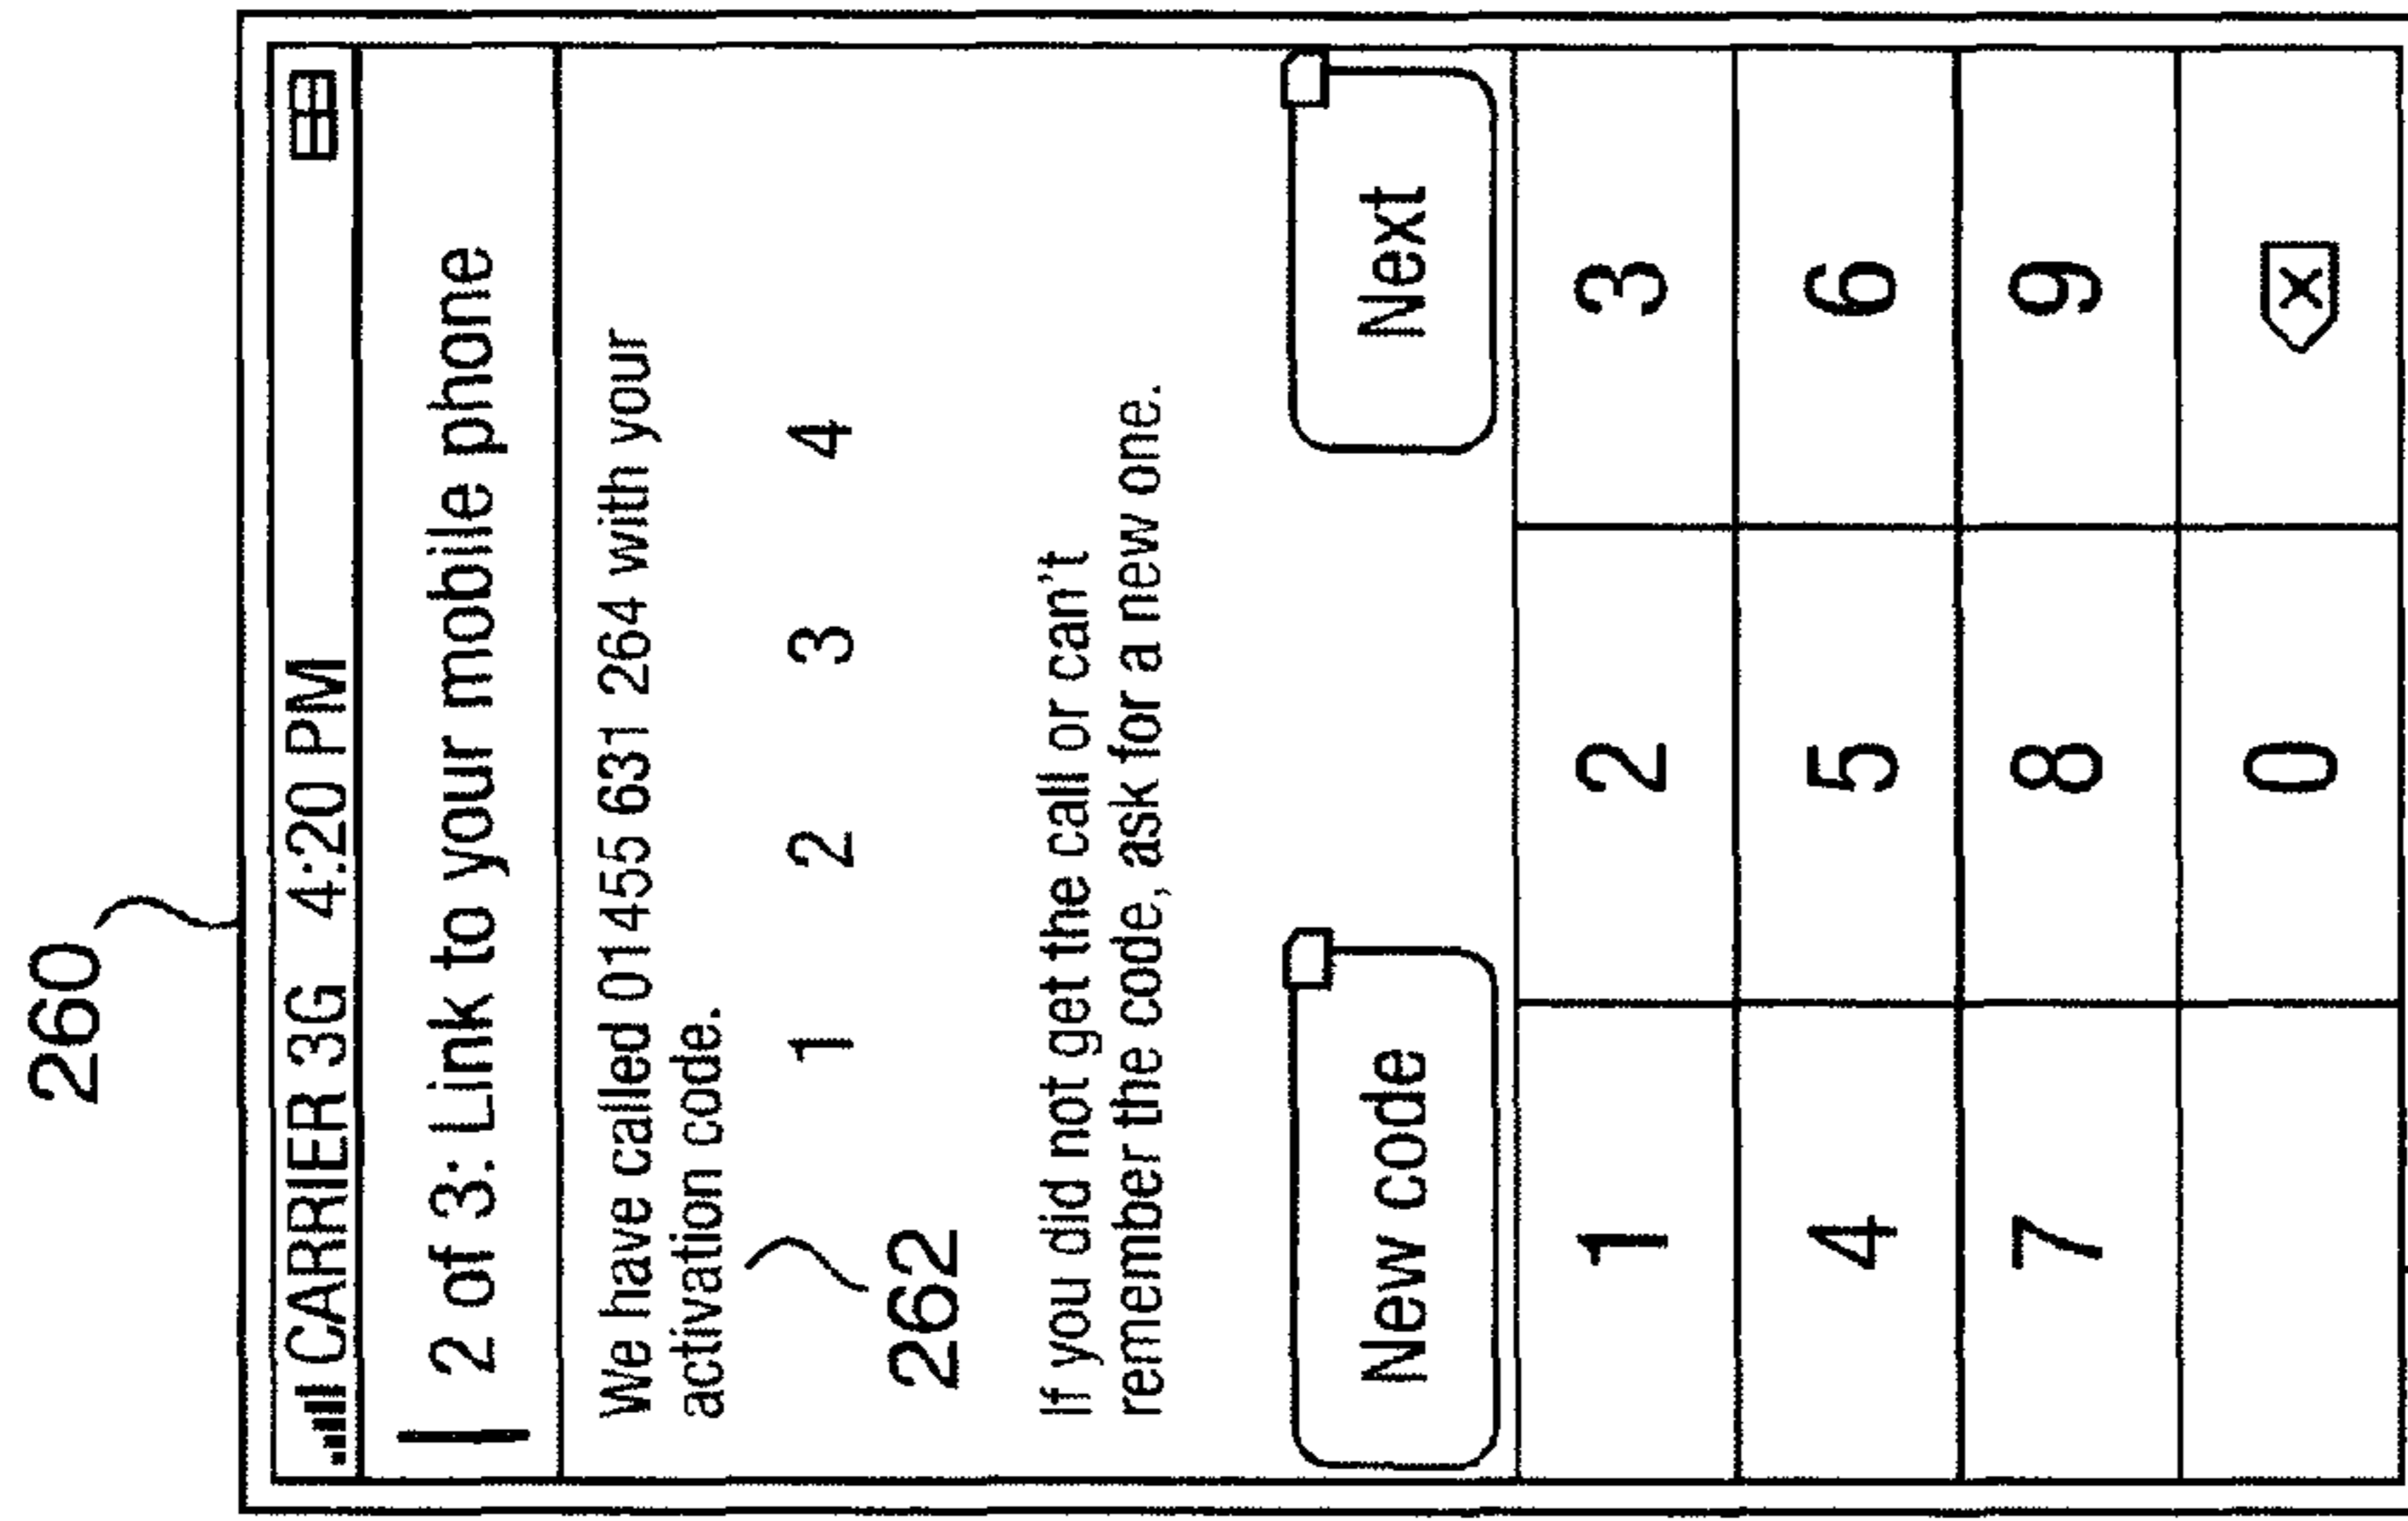 260
CARRIER 3G 4:20 PM
2 of 3: Link to your mobile phone
We have called 01455 631 264 with your
activation code.
262
1 2 3 4
If you did not get the call or can't
remember the code, ask for a new one.
New code Next
1 2 3
4 5 6
7 8 9
0 X